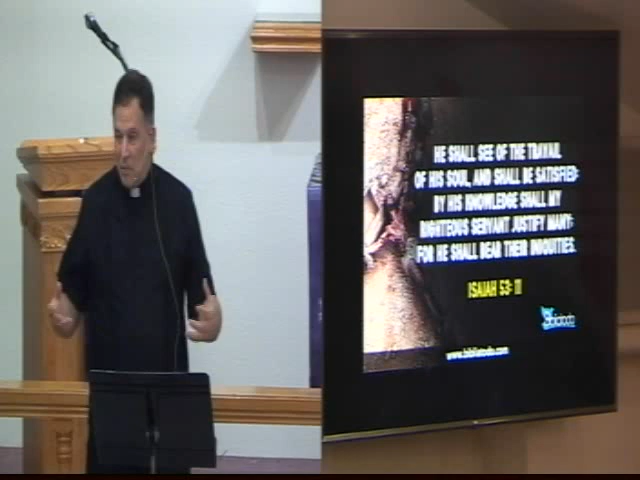 HE SHALL SEE OF THE TRAVAIL
OF HIS SOUL, AND SHALL BE SATISFIED:
BY HIS KNOWLEDGE SHALL MY
RIGHTEOUS SERVANT JUSTIFY MANY;
FOR HE SHALL BEAR THEIR INIQUITIES.
ISAIAH 53: 11